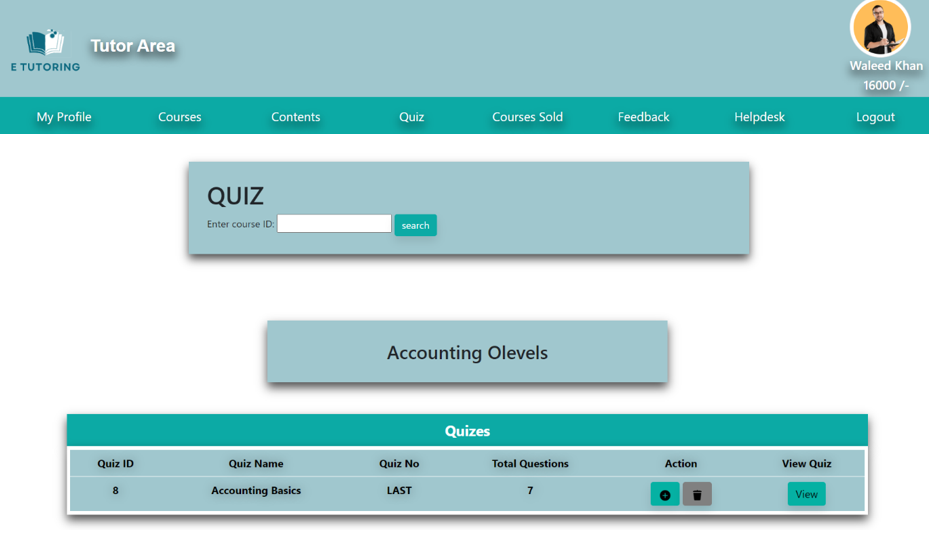 E TUTORING
Tutor Area
Waleed Khan
16000 /-
My Profile Courses Contents Quiz Courses Sold Feedback Helpdesk Logout
QUIZ
Enter course ID: search
Accounting Olevels
Quizes
Quiz ID Quiz Name Quiz No Total Questions Action View Quiz
8 Accounting Basics LAST 7 View